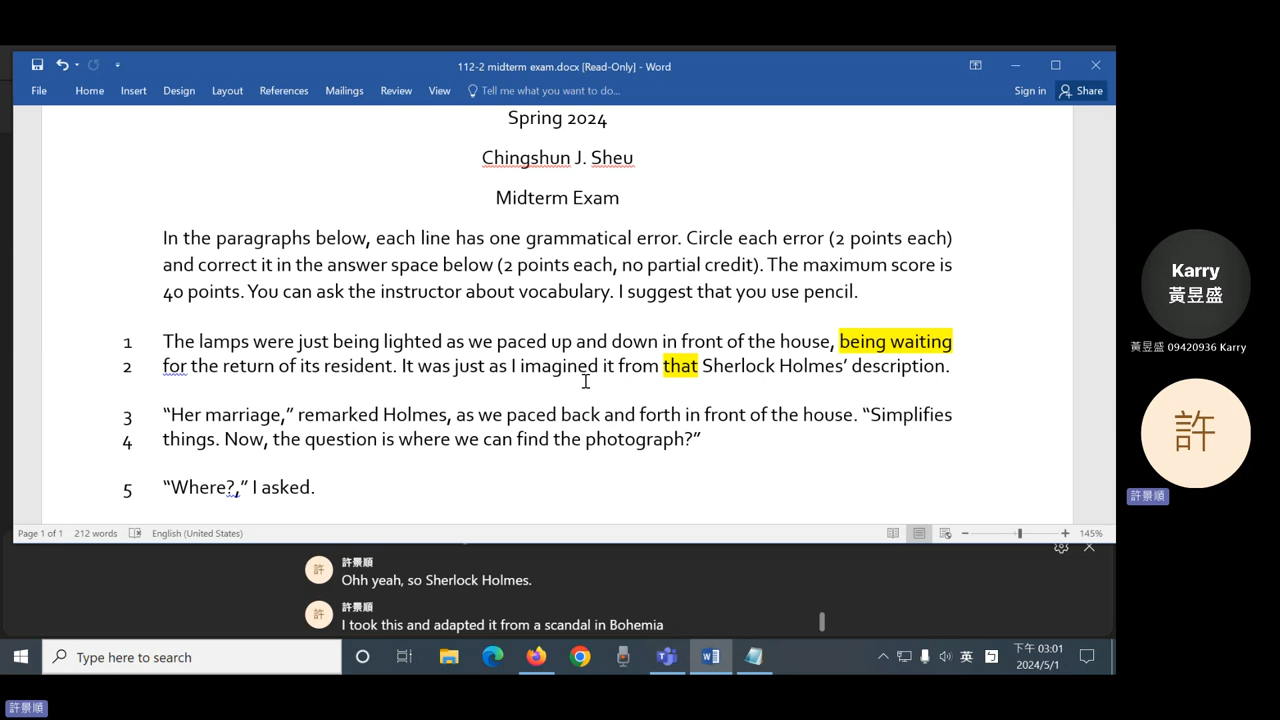 112-2 midterm exam.docx [Read-Only] - Word
File Home Insert Design Layout References Mailings Review View Tell me what you want to do... Sign in Share
Spring 2024
Chingshun J. Sheu
Midterm Exam
In the paragraphs below, each line has one grammatical error. Circle each error (2 points each)
and correct it in the answer space below (2 points each, no partial credit). The maximum score is
40 points. You can ask the instructor about vocabulary. I suggest that you use pencil.
1 The lamps were just being lighted as we paced up and down in front of the house, being waiting
2 for the return of its resident. It was just as I imagined it from that Sherlock Holmes’ description.
3 “Her marriage,” remarked Holmes, as we paced back and forth in front of the house. “Simplifies
4 things. Now, the question is where we can find the photograph?”
5 “Where?,” I asked.
Page 1 of 1 212 words English (United States) 145%
Karry
黃昱盛
黃昱盛 09420936 Karry
許
許景順
許 許景順
Ohh yeah, so Sherlock Holmes.
許 許景順
I took this and adapted it from a scandal in Bohemia
Type here to search
英
下午 03:01
2024/5/1
許景順